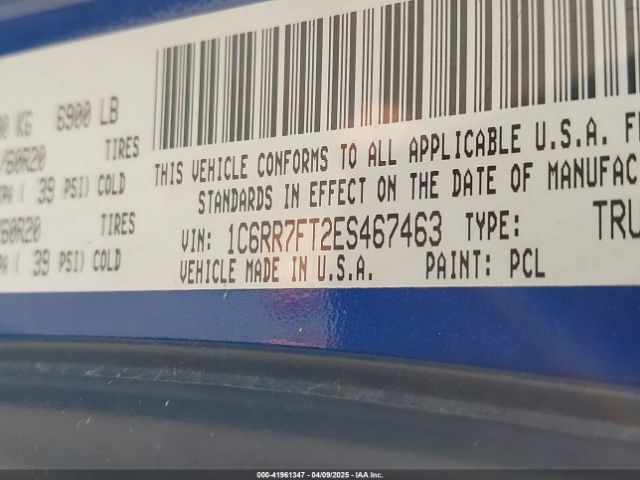 KG 6900 LB
/60R20 TIRES
( 39 PSI) COLD
60R20 TIRES
( 39 PSI) COLD
THIS VEHICLE CONFORMS TO ALL APPLICABLE U.S.A. F
STANDARDS IN EFFECT ON THE DATE OF MANUFAC
VIN: 1C6RR7FT2ES467463 TYPE: TRU
VEHICLE MADE IN U.S.A. PAINT: PCL
000-41961347 - 04/09/2025 - IAA Inc.